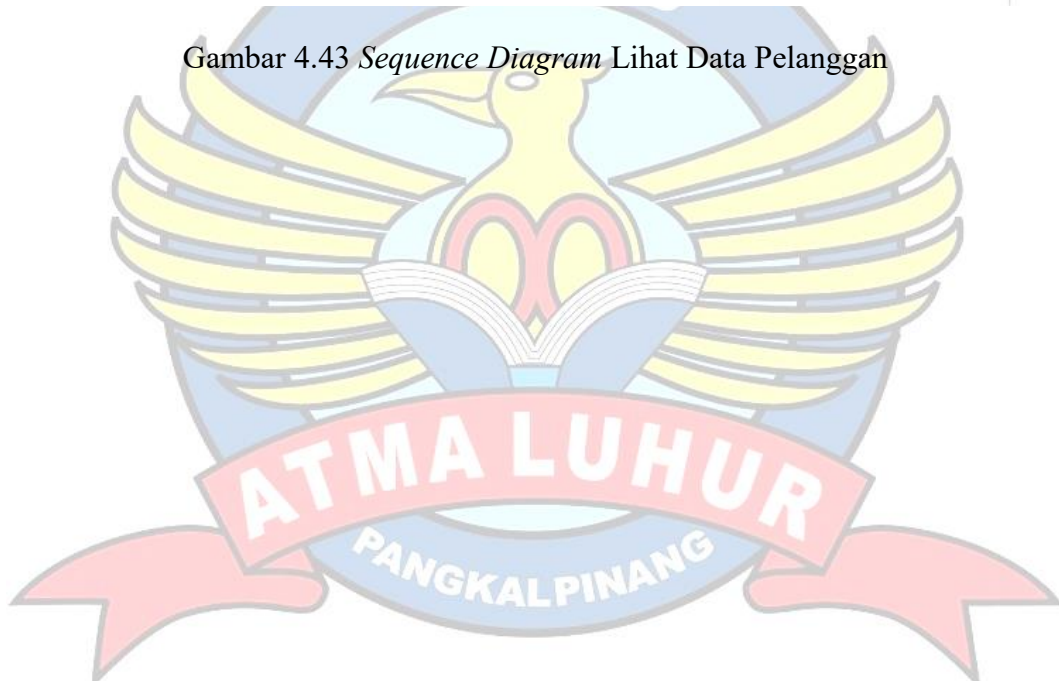 Gambar 4.43 Sequence Diagram Lihat Data Pelanggan
ATMA LUHUR
PANGKALPINANG